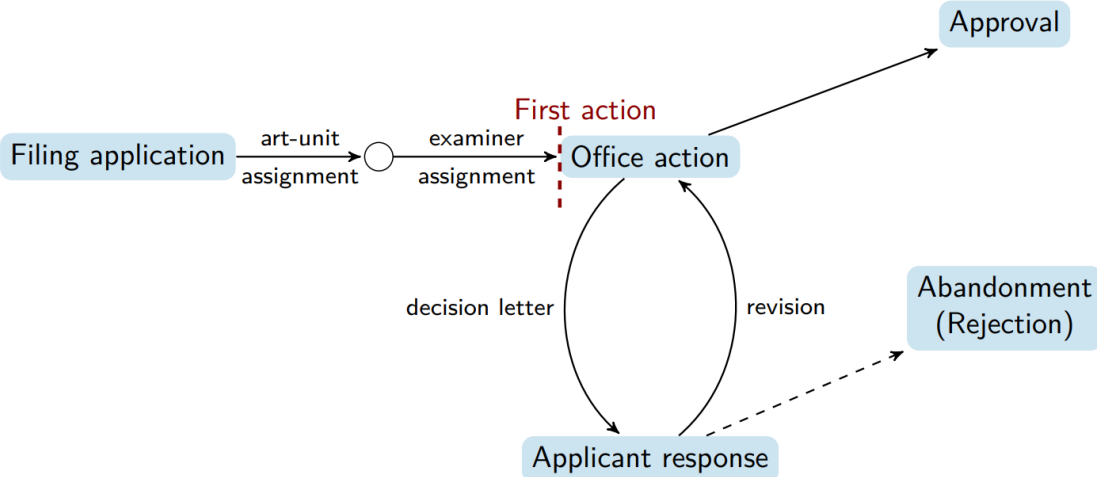 Approval
First action
Filing application
art-unit
assignment
examiner
assignment
Office action
decision letter
revision
Abandonment
(Rejection)
Applicant response